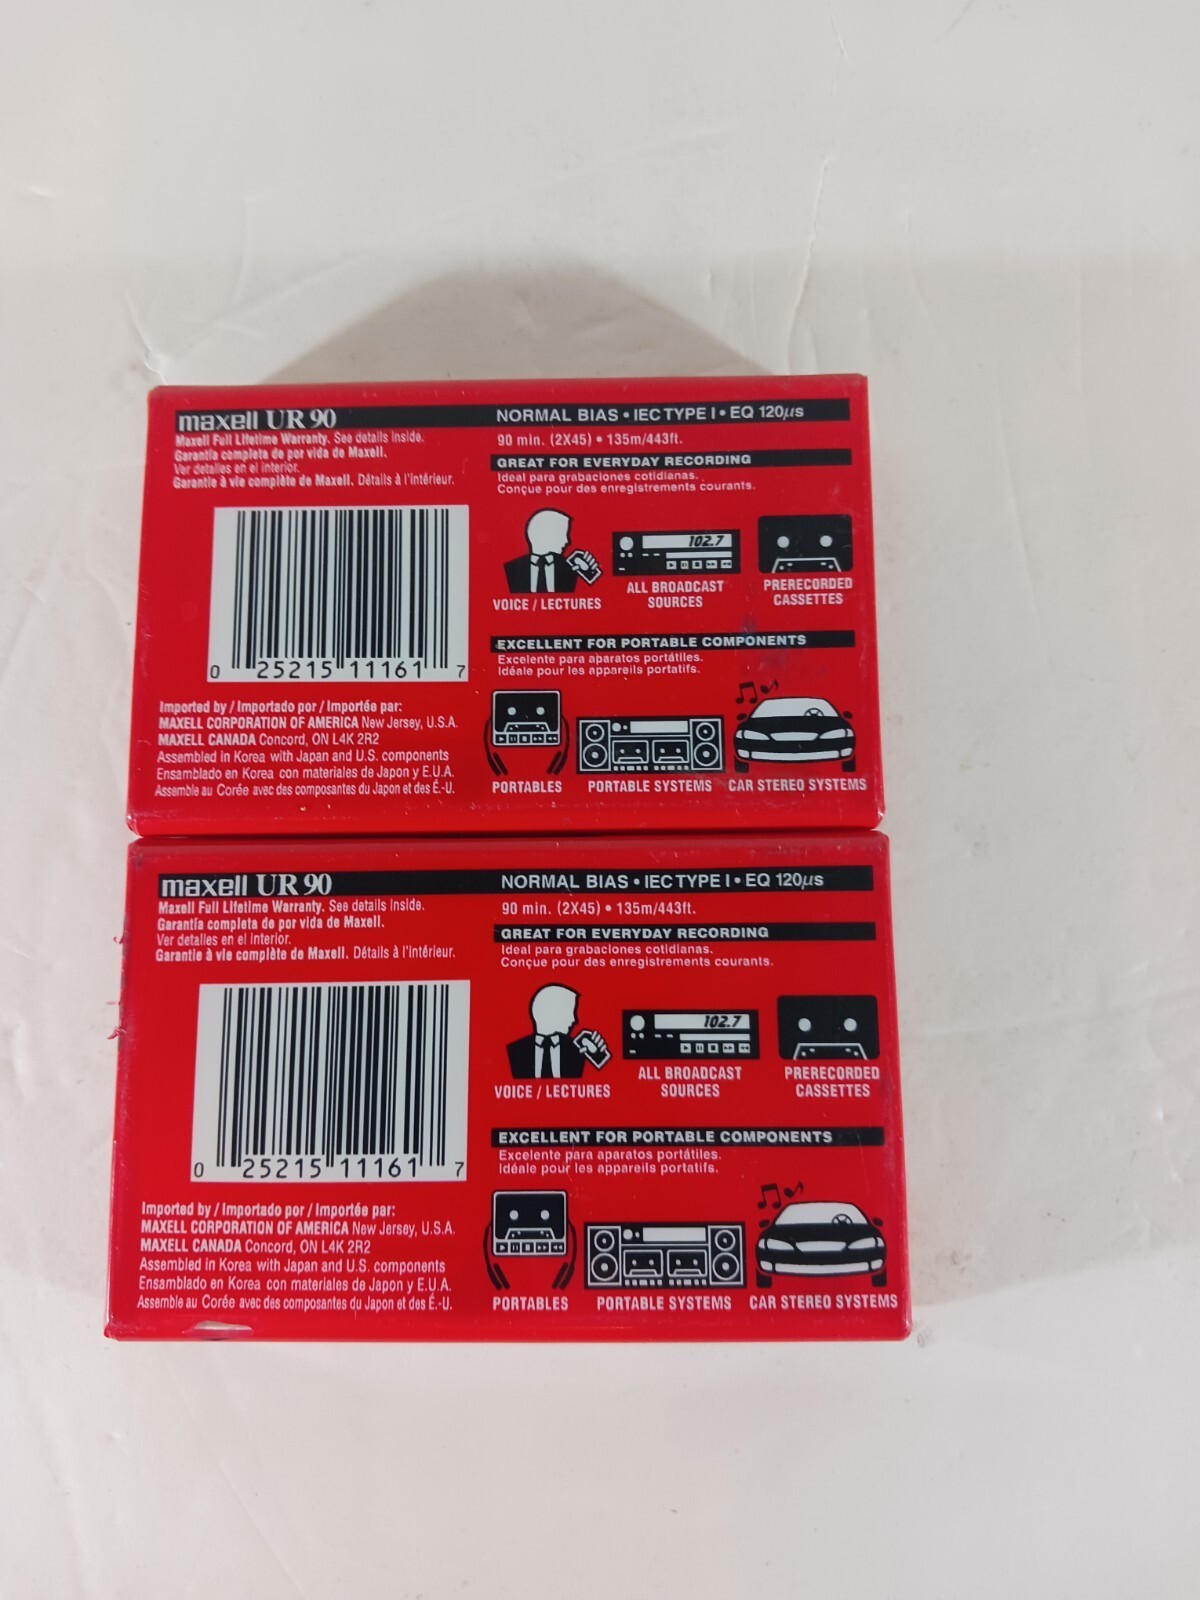 maxell UR 90
NORMAL BIAS • IEC TYPE I • EQ 120µs
Maxell Full Lifetime Warranty. See details inside.
Garantía completa de por vida de Maxell.
Ver detalles en el interior.
Garantie à vie complète de Maxell. Détails à l'intérieur.
90 min. (2X45) • 135m/443ft.
GREAT FOR EVERYDAY RECORDING
Ideal para grabaciones cotidianas.
Conçue pour des enregistrements courants.
102.7
VOICE / LECTURES
ALL BROADCAST
SOURCES
PRERECORDED
CASSETTES
0 25215 11161 7
EXCELLENT FOR PORTABLE COMPONENTS
Excelente para aparatos portátiles.
Idéale pour les appareils portatifs.
Imported by / Importado por / Importée par:
MAXELL CORPORATION OF AMERICA New Jersey, U.S.A.
MAXELL CANADA Concord, ON L4K 2R2
Assembled in Korea with Japan and U.S. components
Ensamblado en Korea con materiales de Japon y E.U.A.
Assemble au Corée avec des composantes du Japon et des É.-U.
PORTABLES
PORTABLE SYSTEMS
CAR STEREO SYSTEMS
maxell UR 90
NORMAL BIAS • IEC TYPE I • EQ 120µs
Maxell Full Lifetime Warranty. See details inside.
Garantía completa de por vida de Maxell.
Ver detalles en el interior.
Garantie à vie complète de Maxell. Détails à l'intérieur.
90 min. (2X45) • 135m/443ft.
GREAT FOR EVERYDAY RECORDING
Ideal para grabaciones cotidianas.
Conçue pour des enregistrements courants.
102.7
VOICE / LECTURES
ALL BROADCAST
SOURCES
PRERECORDED
CASSETTES
0 25215 11161 7
EXCELLENT FOR PORTABLE COMPONENTS
Excelente para aparatos portátiles.
Idéale pour les appareils portatifs.
Imported by / Importado por / Importée par:
MAXELL CORPORATION OF AMERICA New Jersey, U.S.A.
MAXELL CANADA Concord, ON L4K 2R2
Assembled in Korea with Japan and U.S. components
Ensamblado en Korea con materiales de Japon y E.U.A.
Assemble au Corée avec des composantes du Japon et des É.-U.
PORTABLES
PORTABLE SYSTEMS
CAR STEREO SYSTEMS